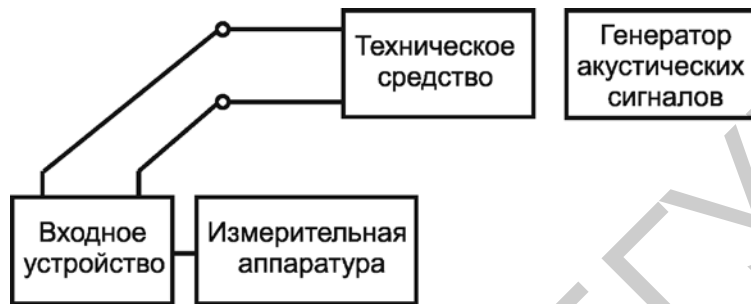 Техническое
средство
Генератор
акустических
сигналов
Входное
устройство
Измерительная
аппаратура